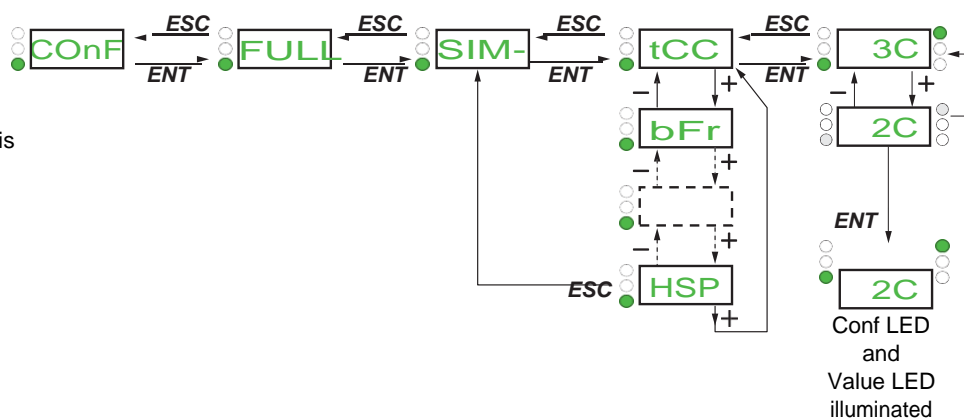 ESC ESC ESC ESC
COnF FULL SIM- tCC 3C
ENT ENT ENT ENT
– + – +
is
bFr 2C
– +
ENT
– +
ESC HSP 2C
+
Conf LED
and
Value LED
illuminated